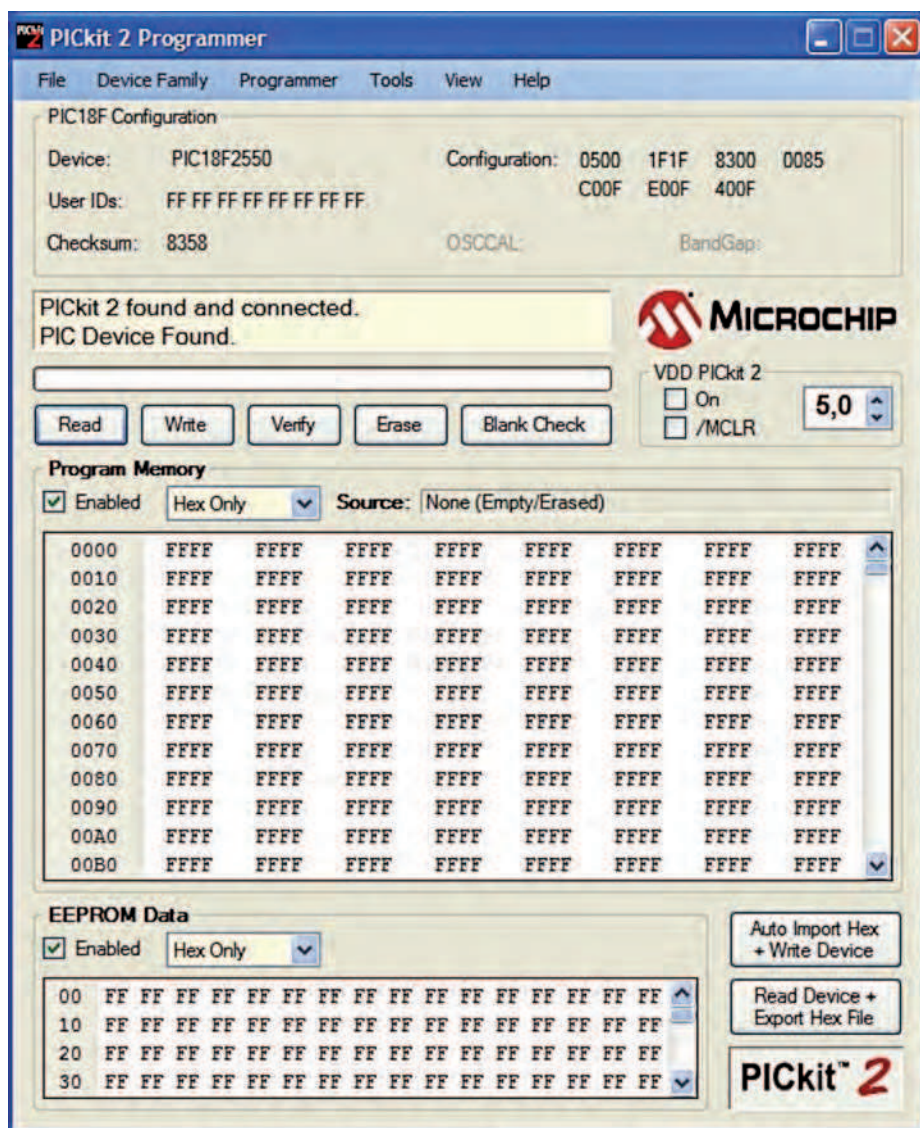 PICkit 2 Programmer
File Device Family Programmer Tools View Help
PIC18F Configuration
Device: PIC18F2550 Configuration: 0500 1F1F 8300 0085
C00F E00F 400F
User IDs: FF FF FF FF FF FF FF FF
Checksum: 8358 OSCCAL: BandGap:
PICkit 2 found and connected.
PIC Device Found.
MICROCHIP
VDD PICkit 2
On
/MCLR
5,0
Read Write Verify Erase Blank Check
Program Memory
Enabled Hex Only Source: None (Empty/Erased)
0000 FFFF FFFF FFFF FFFF FFFF FFFF FFFF FFFF
0010 FFFF FFFF FFFF FFFF FFFF FFFF FFFF FFFF
0020 FFFF FFFF FFFF FFFF FFFF FFFF FFFF FFFF
0030 FFFF FFFF FFFF FFFF FFFF FFFF FFFF FFFF
0040 FFFF FFFF FFFF FFFF FFFF FFFF FFFF FFFF
0050 FFFF FFFF FFFF FFFF FFFF FFFF FFFF FFFF
0060 FFFF FFFF FFFF FFFF FFFF FFFF FFFF FFFF
0070 FFFF FFFF FFFF FFFF FFFF FFFF FFFF FFFF
0080 FFFF FFFF FFFF FFFF FFFF FFFF FFFF FFFF
0090 FFFF FFFF FFFF FFFF FFFF FFFF FFFF FFFF
00A0 FFFF FFFF FFFF FFFF FFFF FFFF FFFF FFFF
00B0 FFFF FFFF FFFF FFFF FFFF FFFF FFFF FFFF
EEPROM Data
Enabled Hex Only
00 FF FF FF FF FF FF FF FF FF FF FF FF FF FF FF FF
10 FF FF FF FF FF FF FF FF FF FF FF FF FF FF FF FF
20 FF FF FF FF FF FF FF FF FF FF FF FF FF FF FF FF
30 FF FF FF FF FF FF FF FF FF FF FF FF FF FF FF FF
Auto Import Hex
+ Write Device
Read Device +
Export Hex File
PICkit™ 2